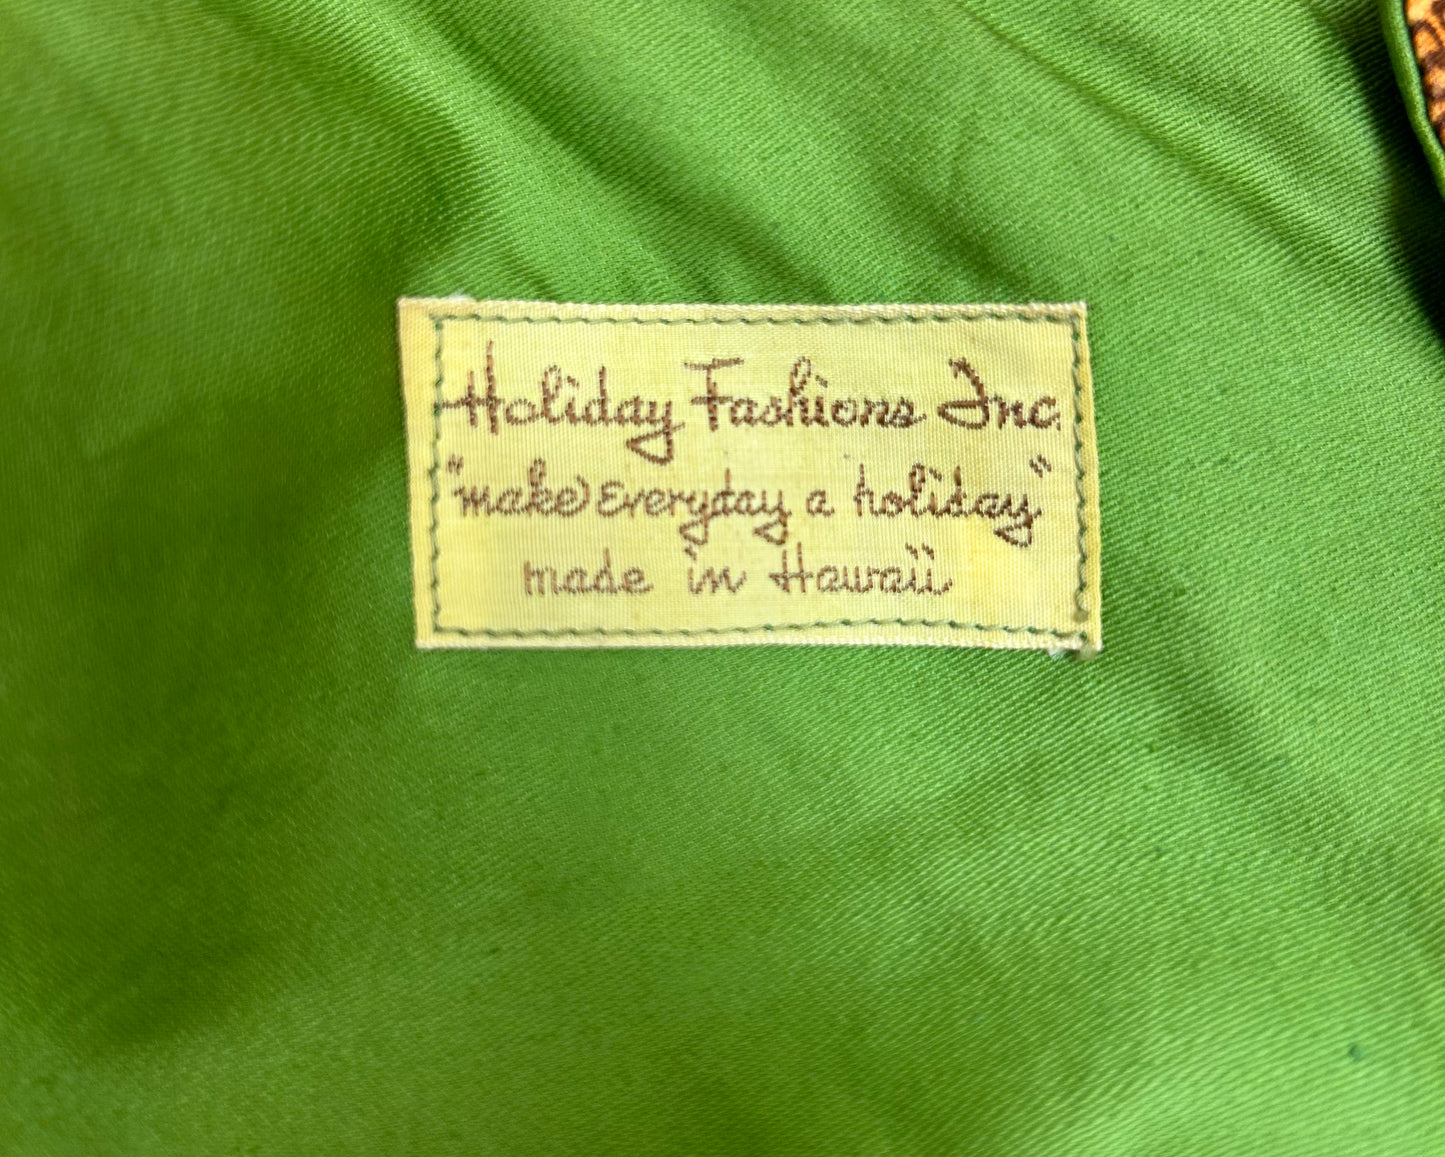 Holiday Fashions Inc.
"make everyday a holiday"
made in Hawaii